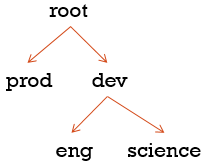 root
prod dev
eng science